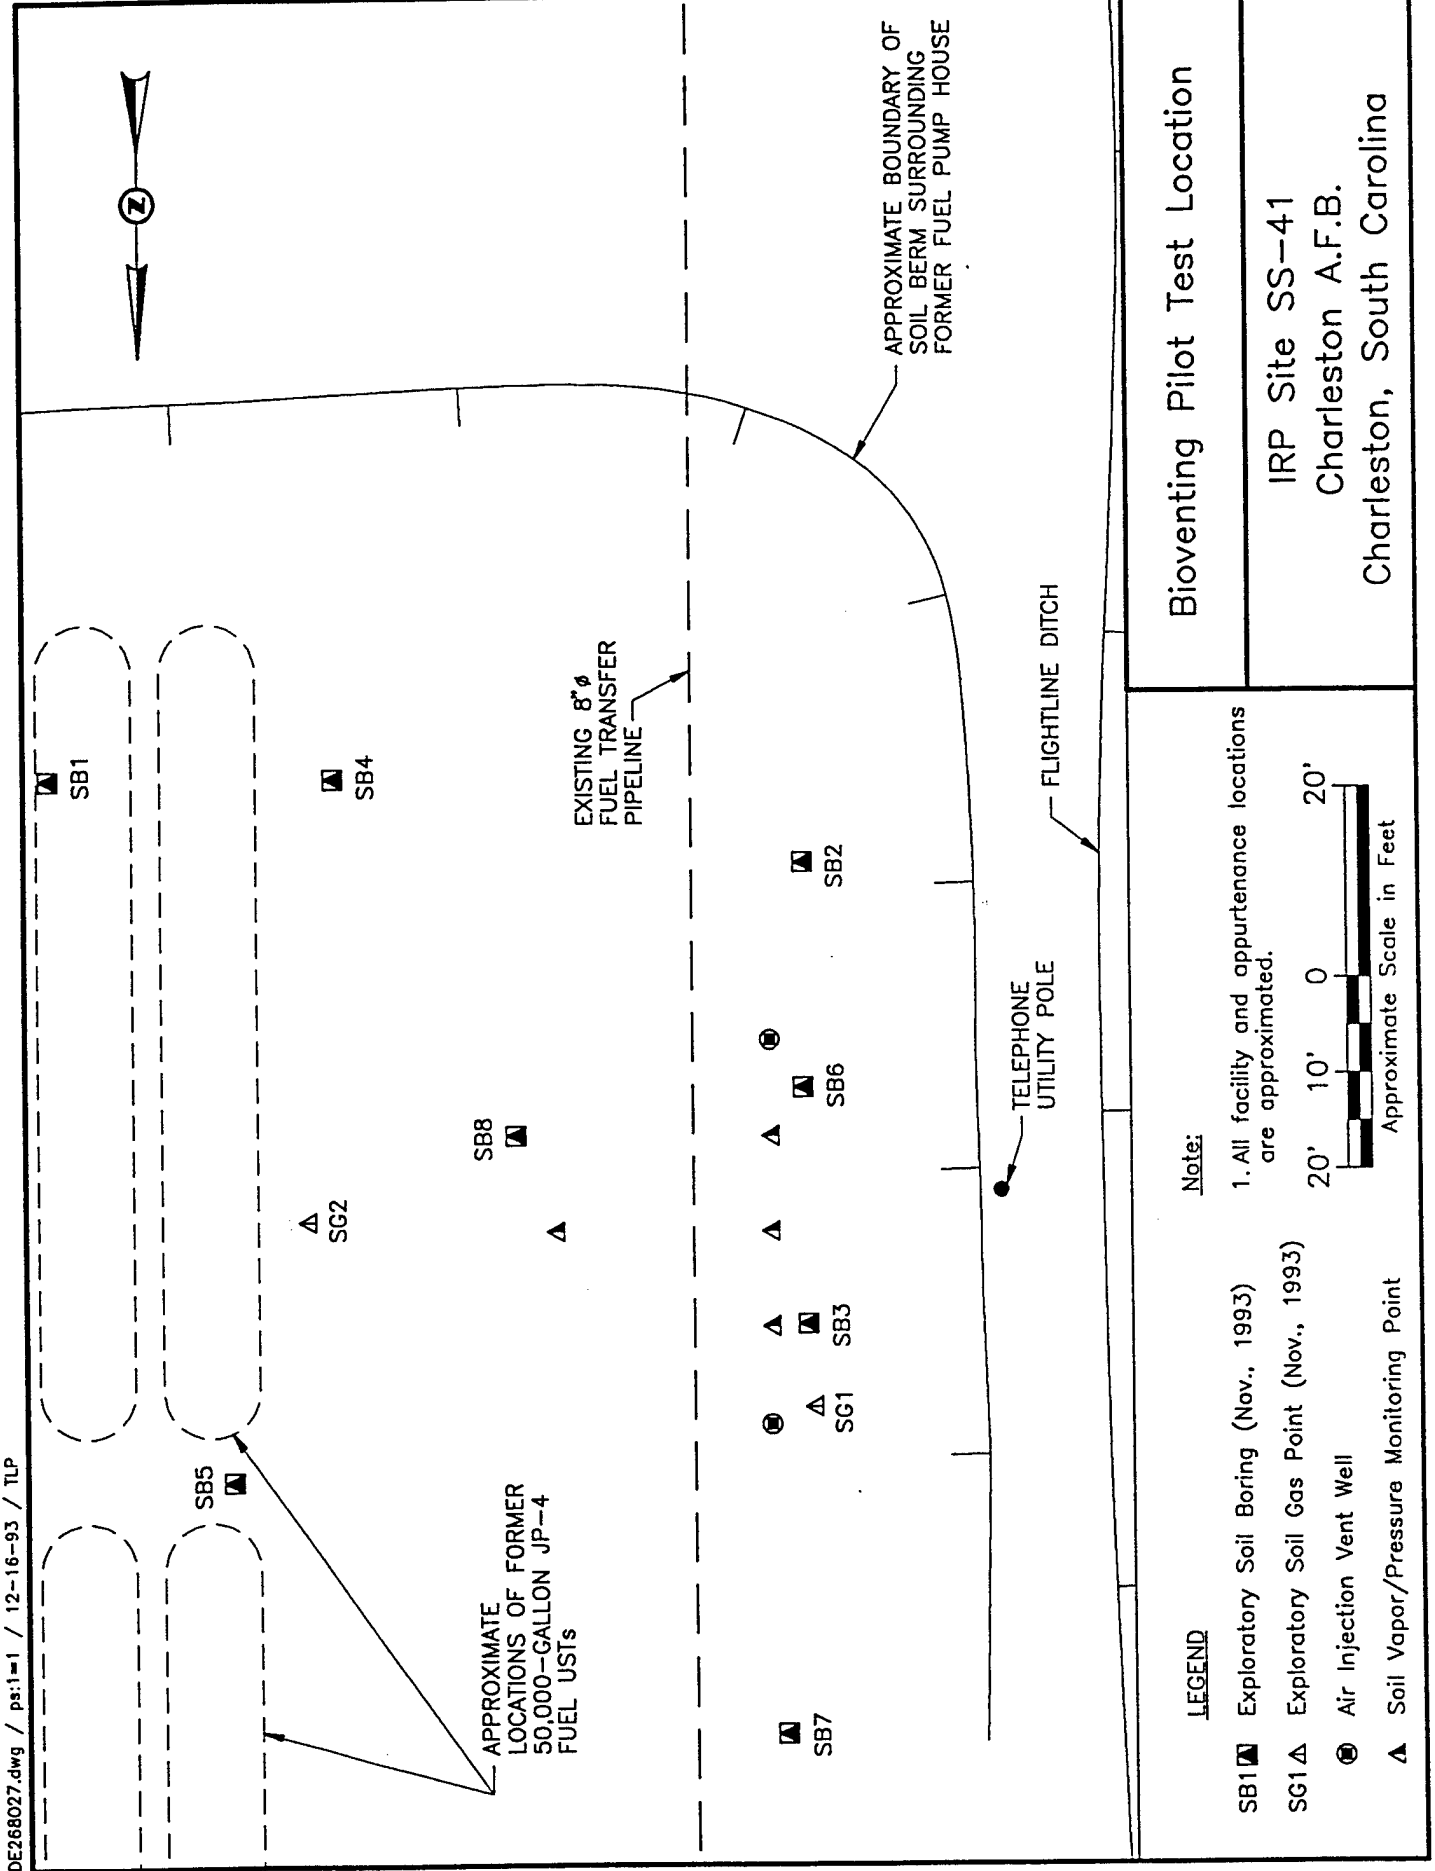 DE268027.dwg / ps:1=1 / 12-16-93 / TLP
N
SB1
SB4
SB5
SG2
SB8
EXISTING 8"ø
FUEL TRANSFER
PIPELINE
APPROXIMATE
LOCATIONS OF FORMER
50,000-GALLON JP-4
FUEL USTs
SB7
SG1
SB3
SB6
SB2
APPROXIMATE BOUNDARY OF
SOIL BERM SURROUNDING
FORMER FUEL PUMP HOUSE
TELEPHONE
UTILITY POLE
FLIGHTLINE DITCH
LEGEND
SB1 Exploratory Soil Boring (Nov., 1993)
SG1 Exploratory Soil Gas Point (Nov., 1993)
Air Injection Vent Well
Soil Vapor/Pressure Monitoring Point
Note:
1. All facility and appurtenance locations
are approximated.
20' 10' 0 20'
Approximate Scale in Feet
Bioventing Pilot Test Location
IRP Site SS-41
Charleston A.F.B.
Charleston, South Carolina